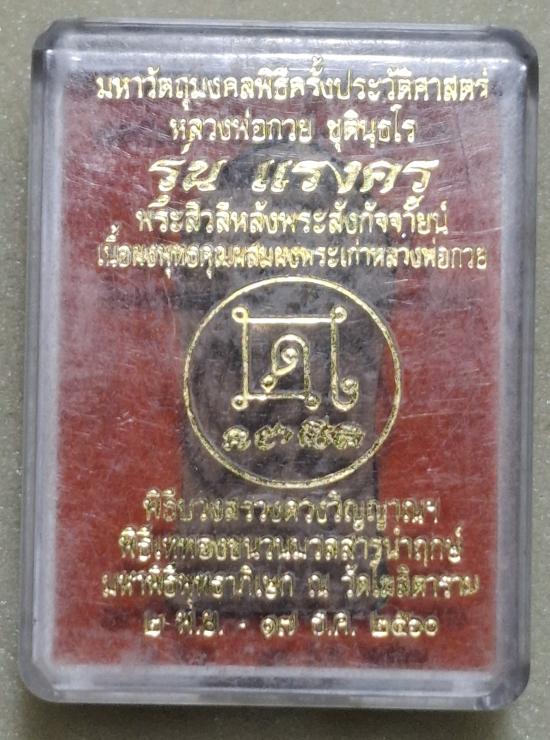 มหาวัตถุมงคลพิธีครั้งประวัติศาสตร์
หลวงพ่อกวย ชุตินฺธโร
รุ่น แรงครู
พระสิวลีหลังพระสังกัจจายน์
เนื้อผงพุทธคุณผสมผงพระเก่าหลวงพ่อกวย
พิธีบวงสรวงดวงวิญญาณฯ
พิธีเททองชนวนมวลสารนำฤกษ์
มหาพิธีพุทธาภิเษก ณ วัดโฆสิตาราม
๒ พ.ย. - ๑๗ ธ.ค. ๒๕๖๐